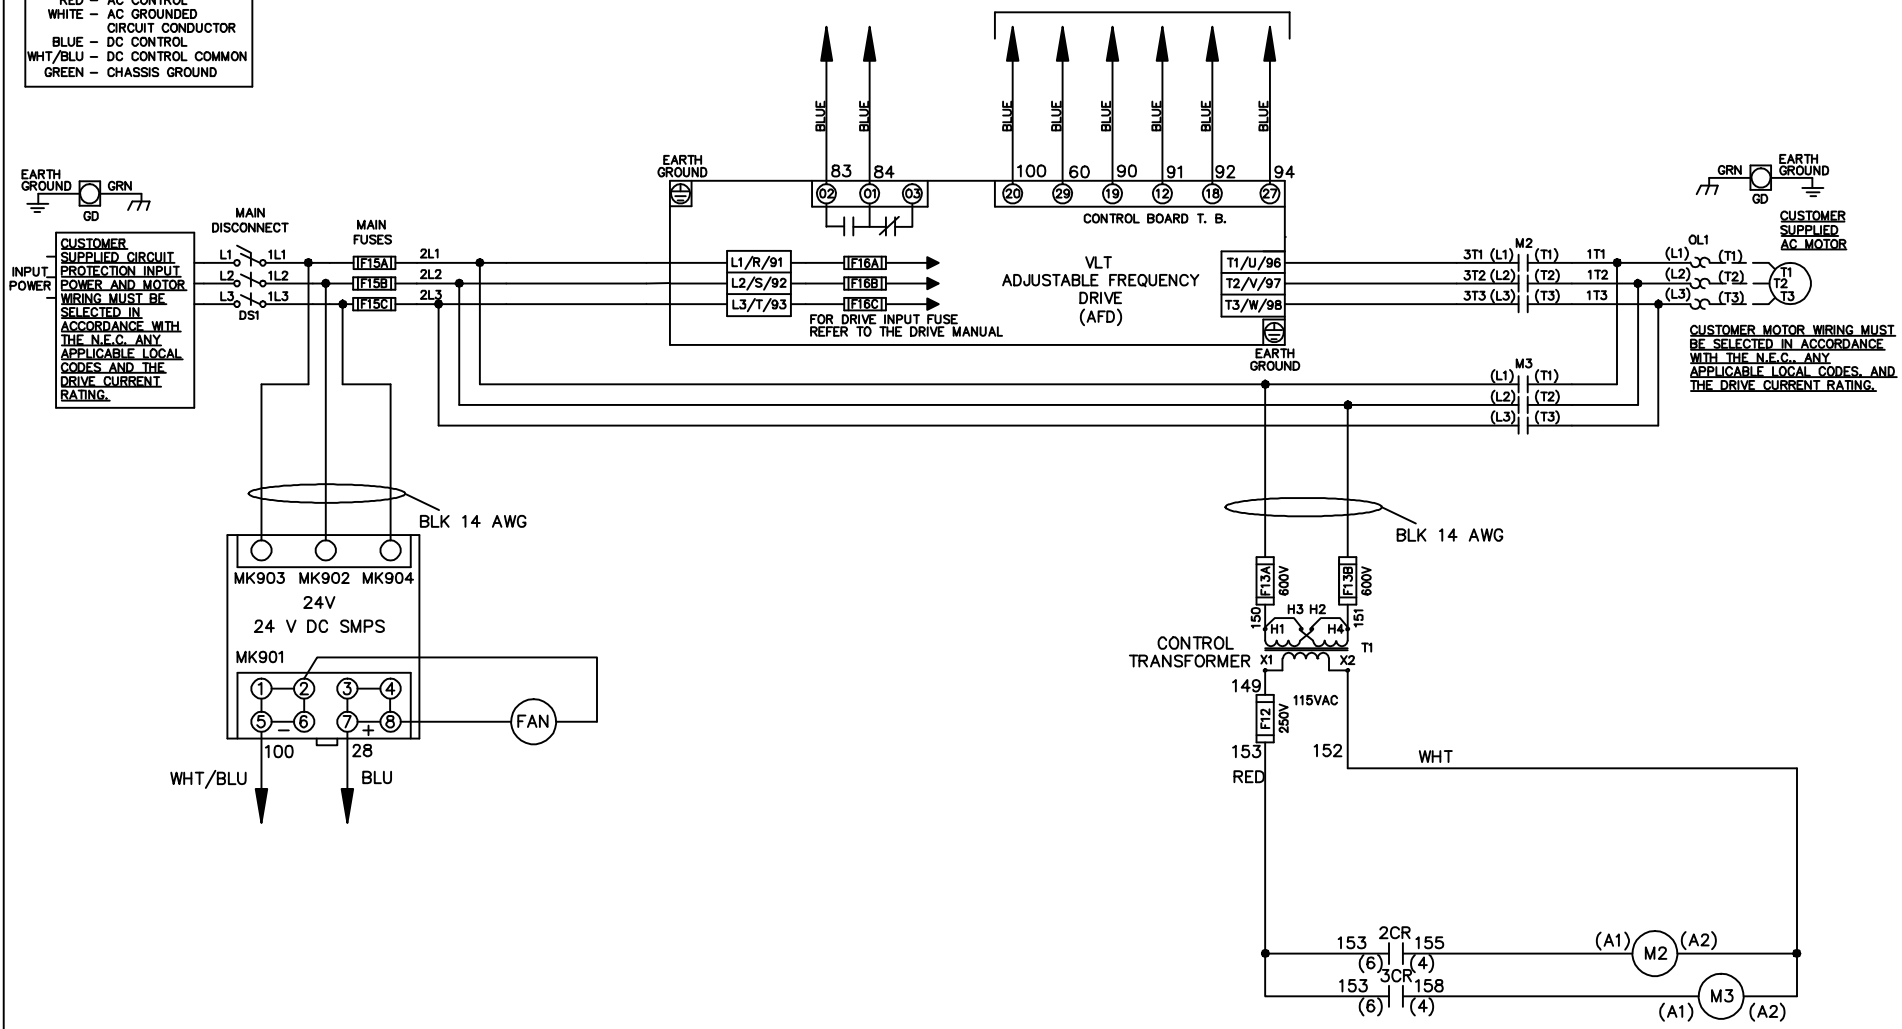 RED – AC CONTROL
WHITE – AC GROUNDED
CIRCUIT CONDUCTOR
BLUE – DC CONTROL
WHT/BLU – DC CONTROL COMMON
GREEN – CHASSIS GROUND
BLUE
BLUE
BLUE
BLUE
BLUE
BLUE
BLUE
BLUE
EARTH
GROUND
GRN
GD
MAIN
DISCONNECT
MAIN
FUSES
INPUT
POWER
CUSTOMER
SUPPLIED CIRCUIT
PROTECTION INPUT
POWER AND MOTOR
WIRING MUST BE
SELECTED IN
ACCORDANCE WITH
THE N.E.C. ANY
APPLICABLE LOCAL
CODES AND THE
DRIVE CURRENT
RATING.
L1 1L1 F15A 2L1
L2 1L2 F15B 2L2
L3 1L3 F15C 2L3
DS1
EARTH
GROUND
83 84
02 01 03
100 60 90 91 92 94
20 29 19 12 18 27
CONTROL BOARD T. B.
L1/R/91 F16A
L2/S/92 F16B
L3/T/93 F16C
FOR DRIVE INPUT FUSE
REFER TO THE DRIVE MANUAL
VLT
ADJUSTABLE FREQUENCY
DRIVE
(AFD)
T1/U/96
T2/V/97
T3/W/98
EARTH
GROUND
M2
3T1 (L1) (T1) 1T1
3T2 (L2) (T2) 1T2
3T3 (L3) (T3) 1T3
OL1
(L1) (T1)
(L2) (T2)
(L3) (T3)
T1
T2
T3
GRN
EARTH
GROUND
GD
CUSTOMER
SUPPLIED
AC MOTOR
CUSTOMER MOTOR WIRING MUST
BE SELECTED IN ACCORDANCE
WITH THE N.E.C., ANY
APPLICABLE LOCAL CODES, AND
THE DRIVE CURRENT RATING.
M3
(L1) (T1)
(L2) (T2)
(L3) (T3)
BLK 14 AWG
MK903 MK902 MK904
24V
24 V DC SMPS
MK901
1 2 3 4
5 6 7 8
– +
FAN
100 28
WHT/BLU BLU
BLK 14 AWG
F13A 600V
F13B 600V
150 151
H3 H2
H1 H4
T1
CONTROL
TRANSFORMER
X1 X2
149
115VAC
F12 250V
153 152
RED
WHT
2CR
153 155
(6) (4)
(A1) M2 (A2)
3CR
153 158
(6) (4)
(A1) M3 (A2)